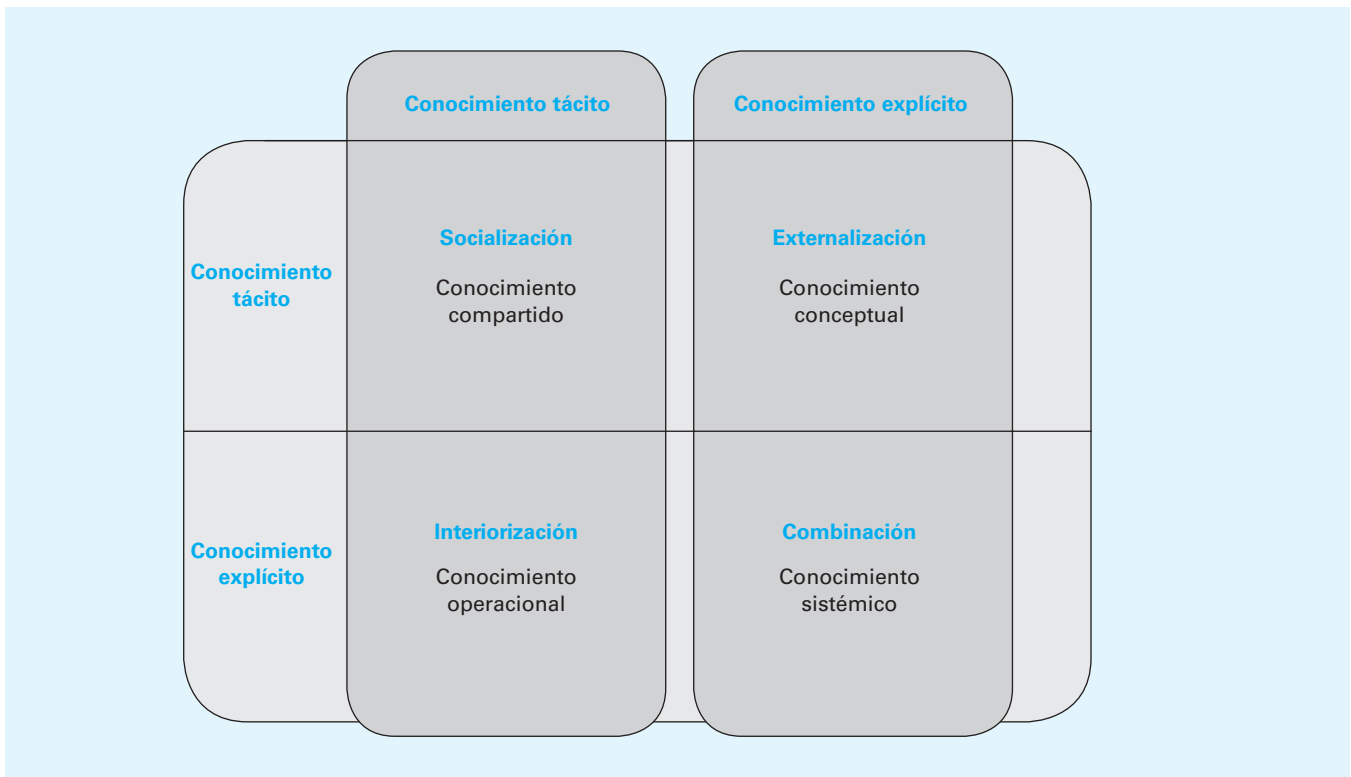 Conocimiento tácito
Conocimiento explícito
Conocimiento
tácito
Socialización
Conocimiento
compartido
Externalización
Conocimiento
conceptual
Conocimiento
explícito
Interiorización
Conocimiento
operacional
Combinación
Conocimiento
sistémico